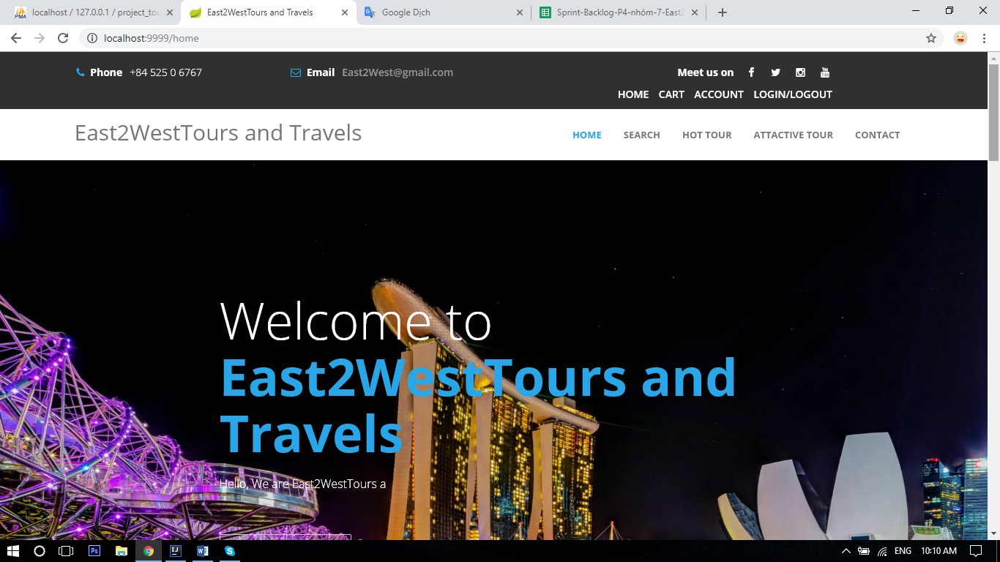 localhost / 127.0.0.1 / project_tou
East2WestTours and Travels
Google Dịch
Sprint-Backlog-P4-nhóm-7-East2
localhost:9999/home
Phone +84 525 0 6767
Email East2West@gmail.com
Meet us on
HOME CART ACCOUNT LOGIN/LOGOUT
East2WestTours and Travels
HOME SEARCH HOT TOUR ATTACTIVE TOUR CONTACT
Welcome to
East2WestTours and
Travels
Hello, We are East2WestTours a
ENG 10:10 AM